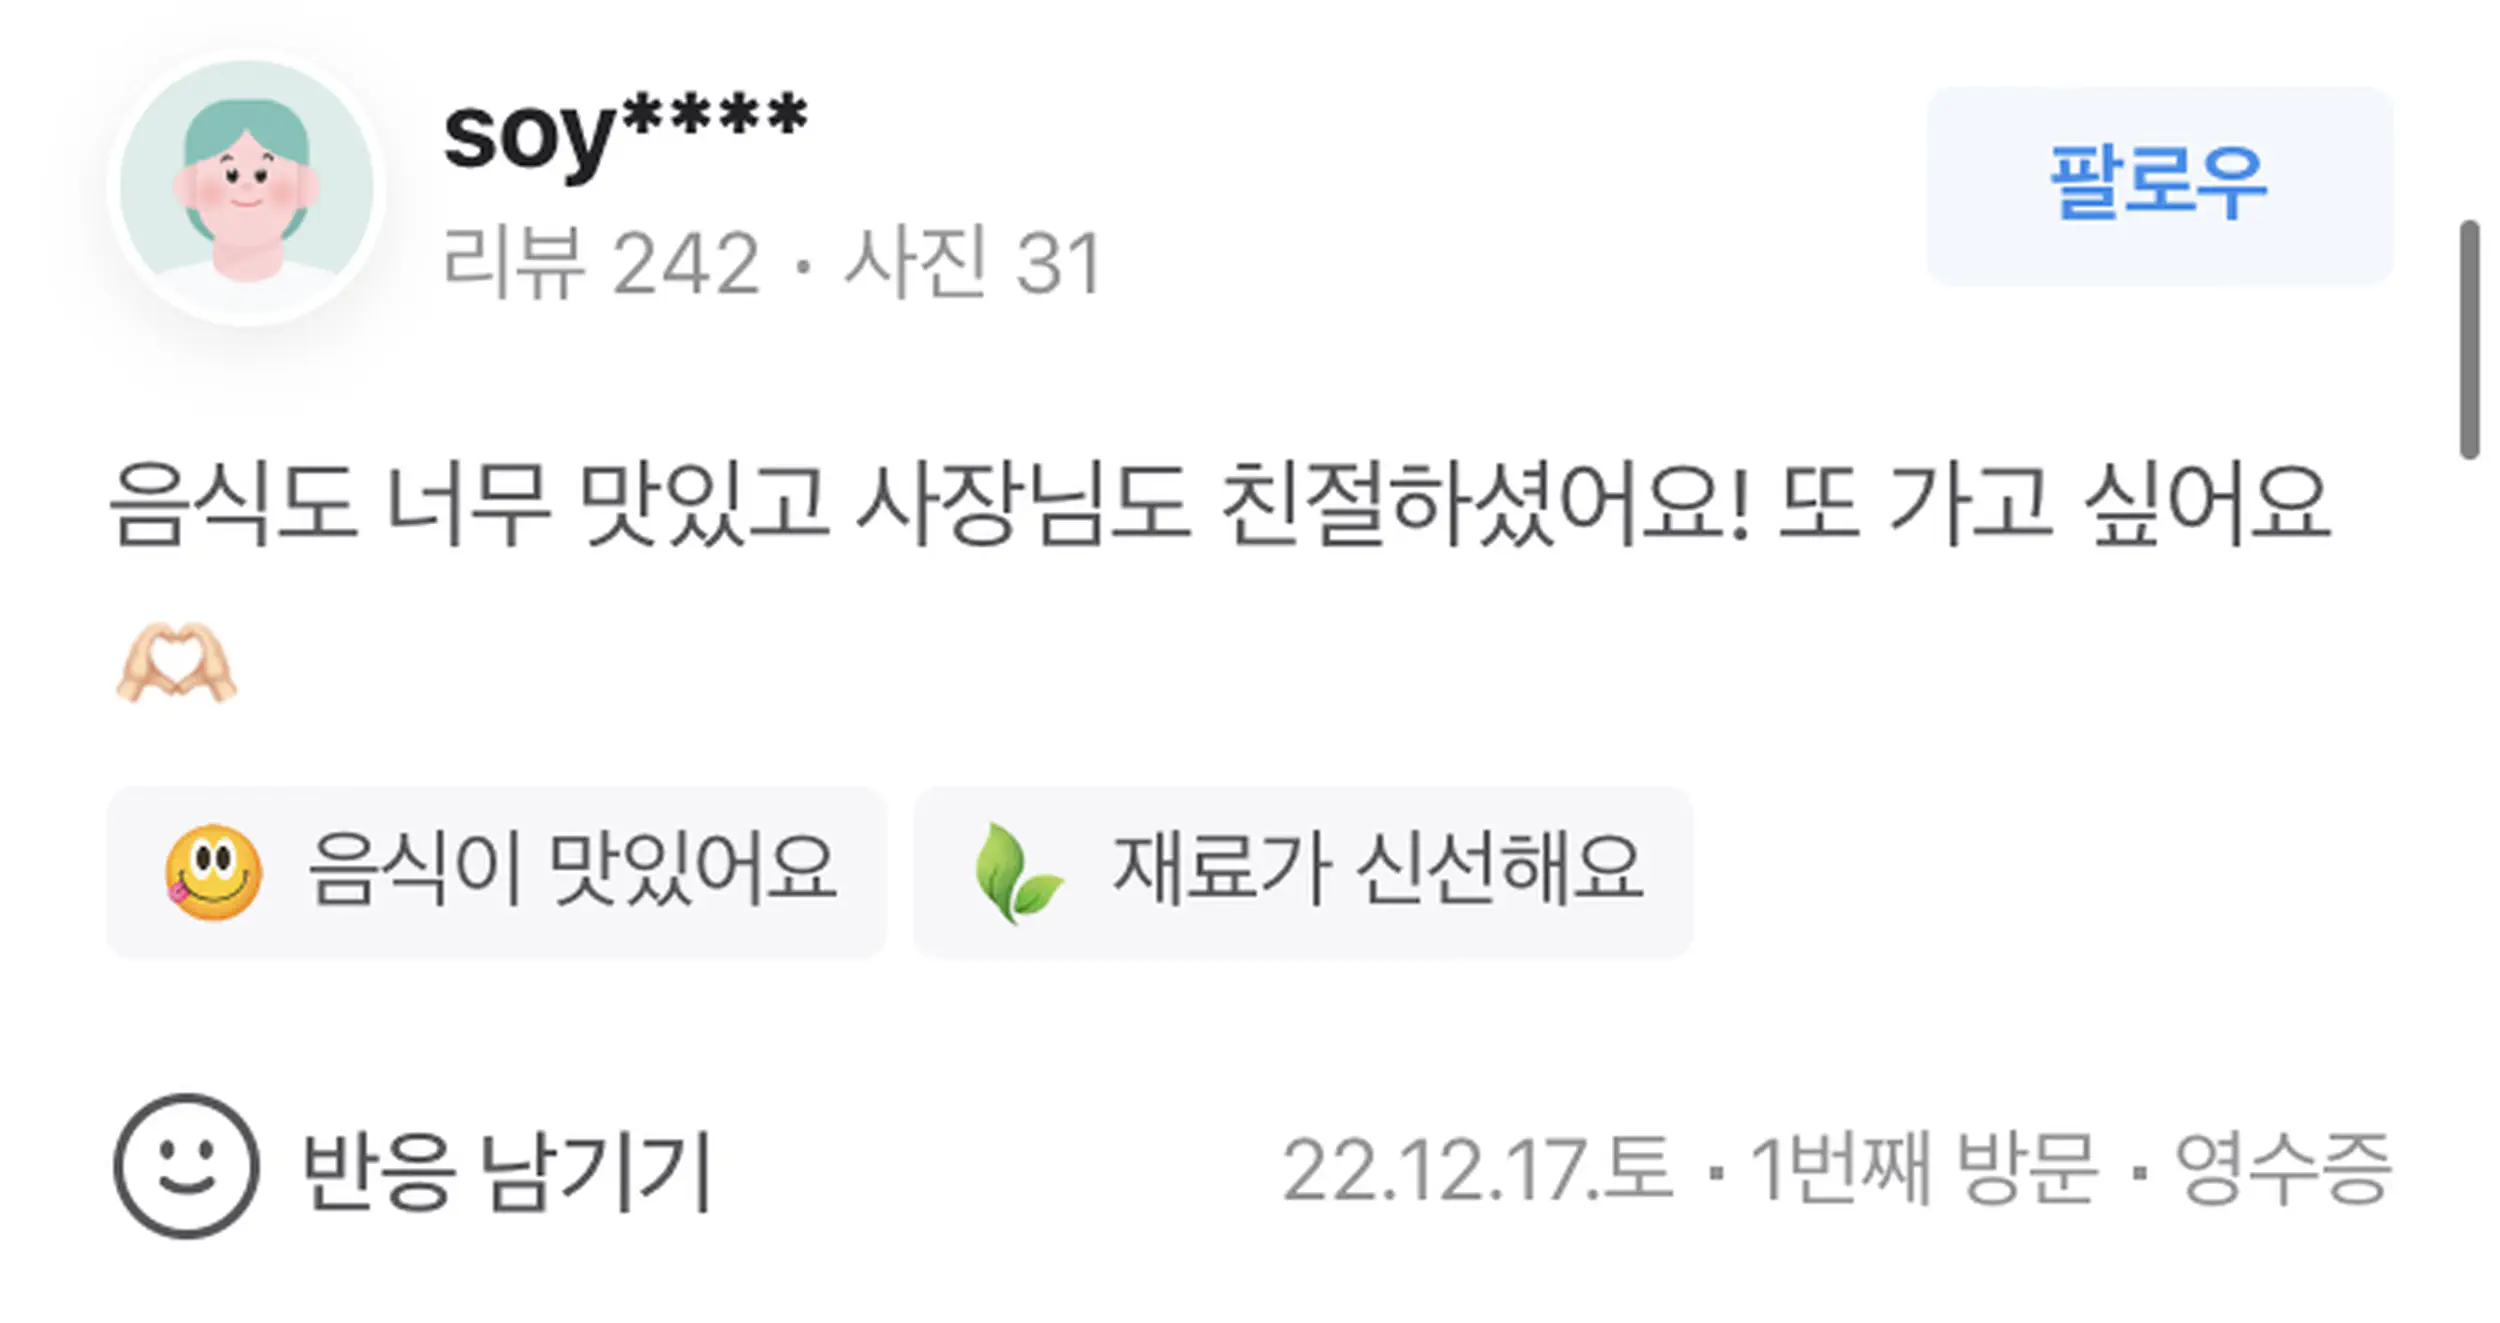 soy****
팔로우
리뷰 242 · 사진 31
음식도 너무 맛있고 사장님도 친절하셨어요! 또 가고 싶어요
🫶🏻
음식이 맛있어요
재료가 신선해요
반응 남기기
22.12.17.토 · 1번째 방문 · 영수증